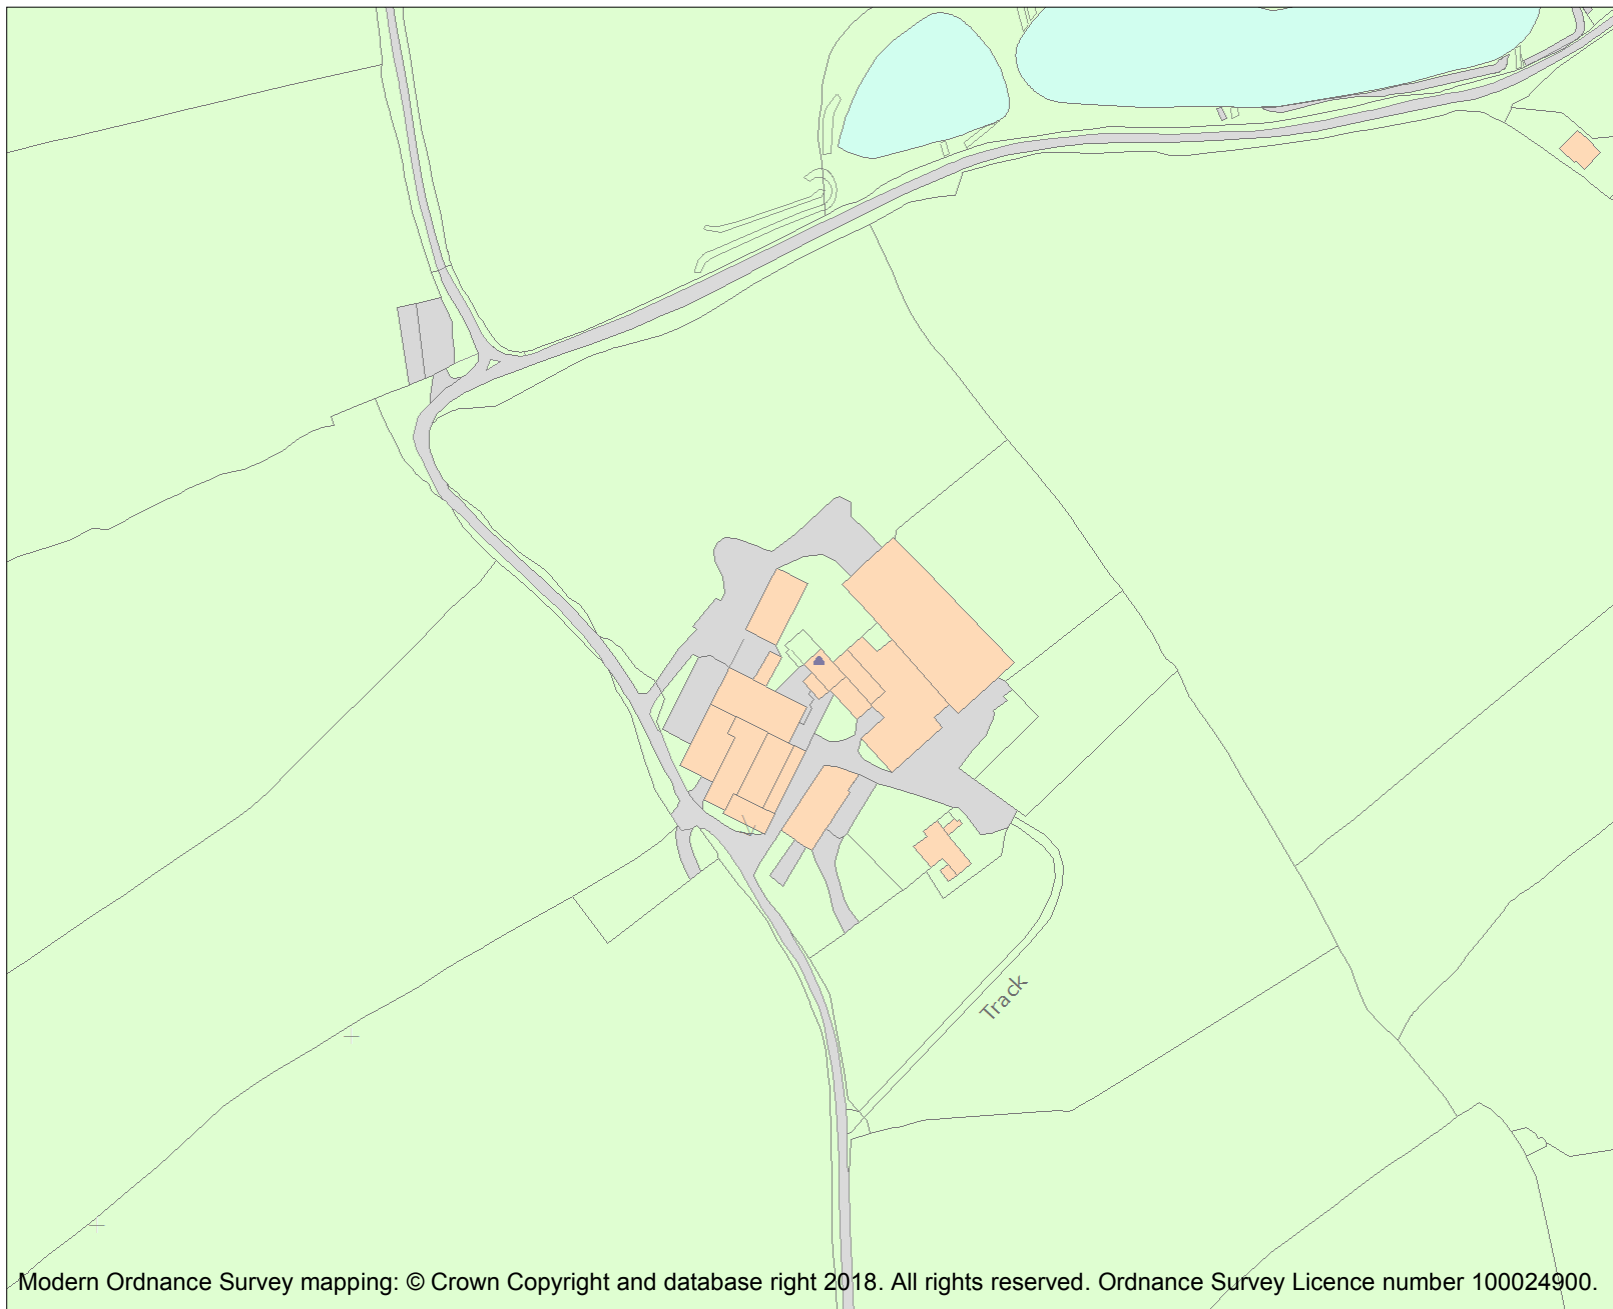 Track
Modern Ordnance Survey mapping: © Crown Copyright and database right 2018. All rights reserved. Ordnance Survey Licence number 100024900.